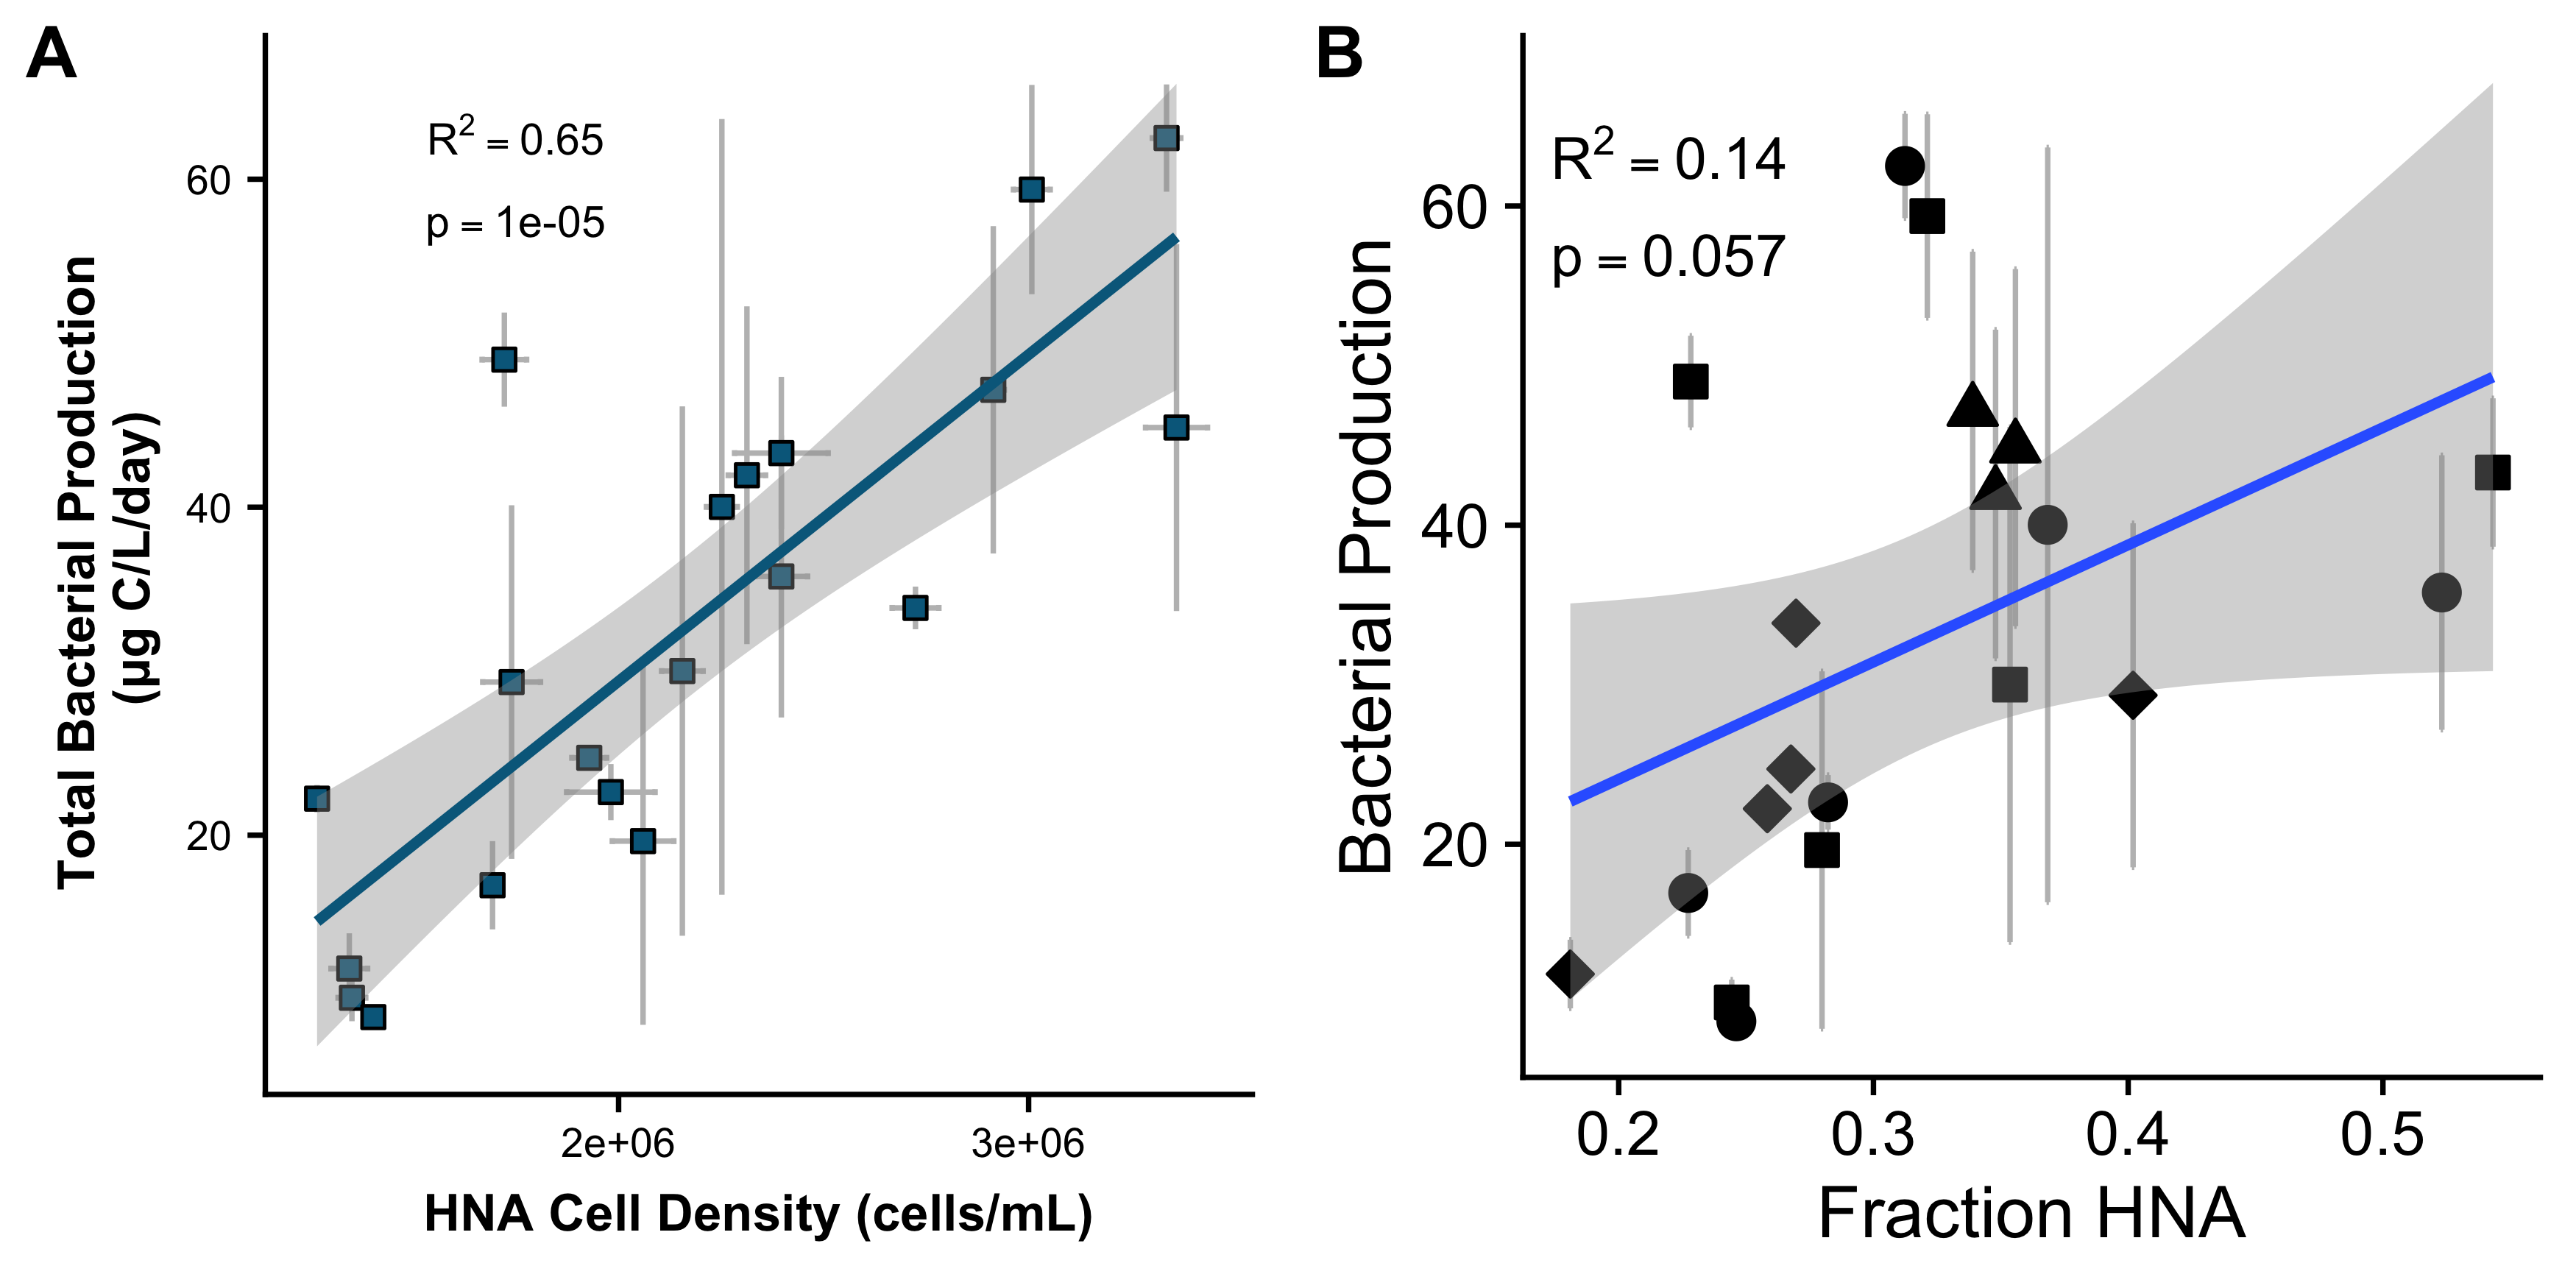 A
R² = 0.65
p = 1e-05
60
40
20
Total Bacterial Production
(µg C/L/day)
2e+06
3e+06
HNA Cell Density (cells/mL)
B
R² = 0.14
p = 0.057
60
40
20
Bacterial Production
0.2
0.3
0.4
0.5
Fraction HNA